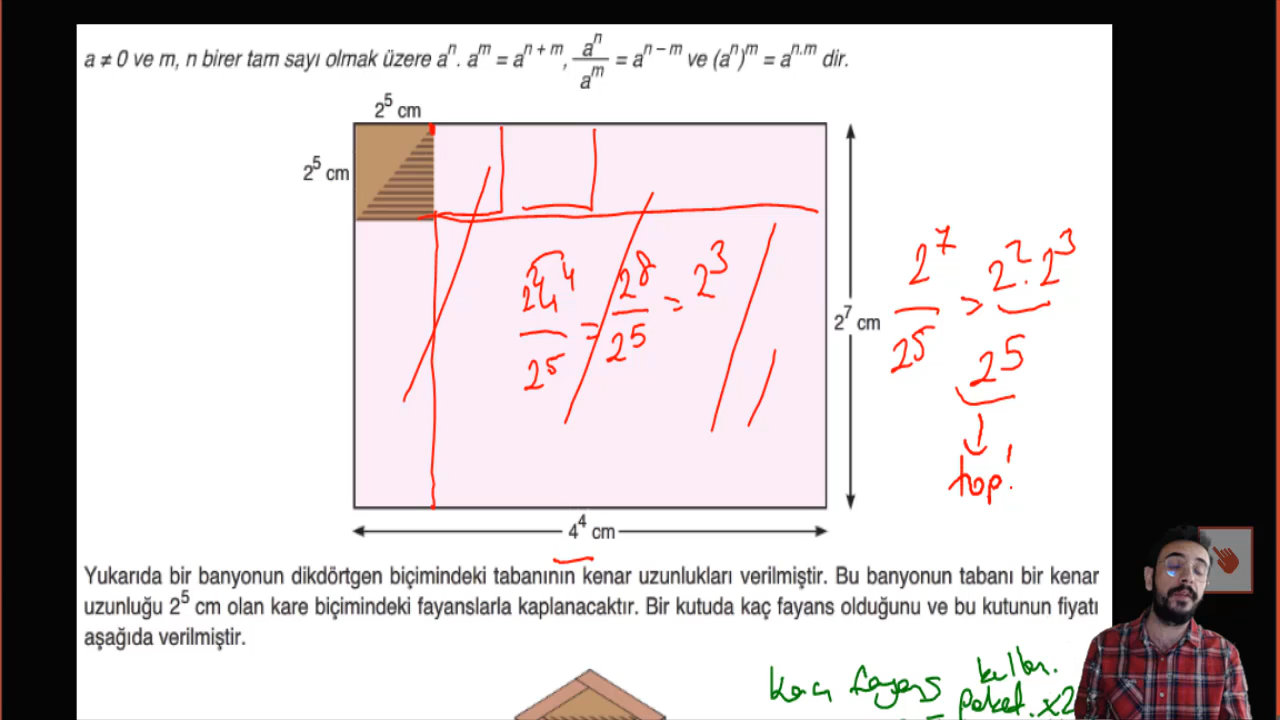 a ≠ 0 ve m, n birer tam sayı olmak üzere aⁿ. aᵐ = aⁿ⁺ᵐ, aⁿ/aᵐ = aⁿ⁻ᵐ ve (aⁿ)ᵐ = aⁿ·ᵐ dir.
2⁵ cm
2⁵ cm
2⁸/2⁵ = 2³
2⁷/2⁵ = 2².2³
2⁵
top!
2⁷ cm
4⁴ cm
Yukarıda bir banyonun dikdörtgen biçimindeki tabanının kenar uzunlukları verilmiştir. Bu banyonun tabanı bir kenar
uzunluğu 2⁵ cm olan kare biçimindeki fayanslarla kaplanacaktır. Bir kutuda kaç fayans olduğunu ve bu kutunun fiyatı
aşağıda verilmiştir.
kaç fayans kullan.
= paket. x2